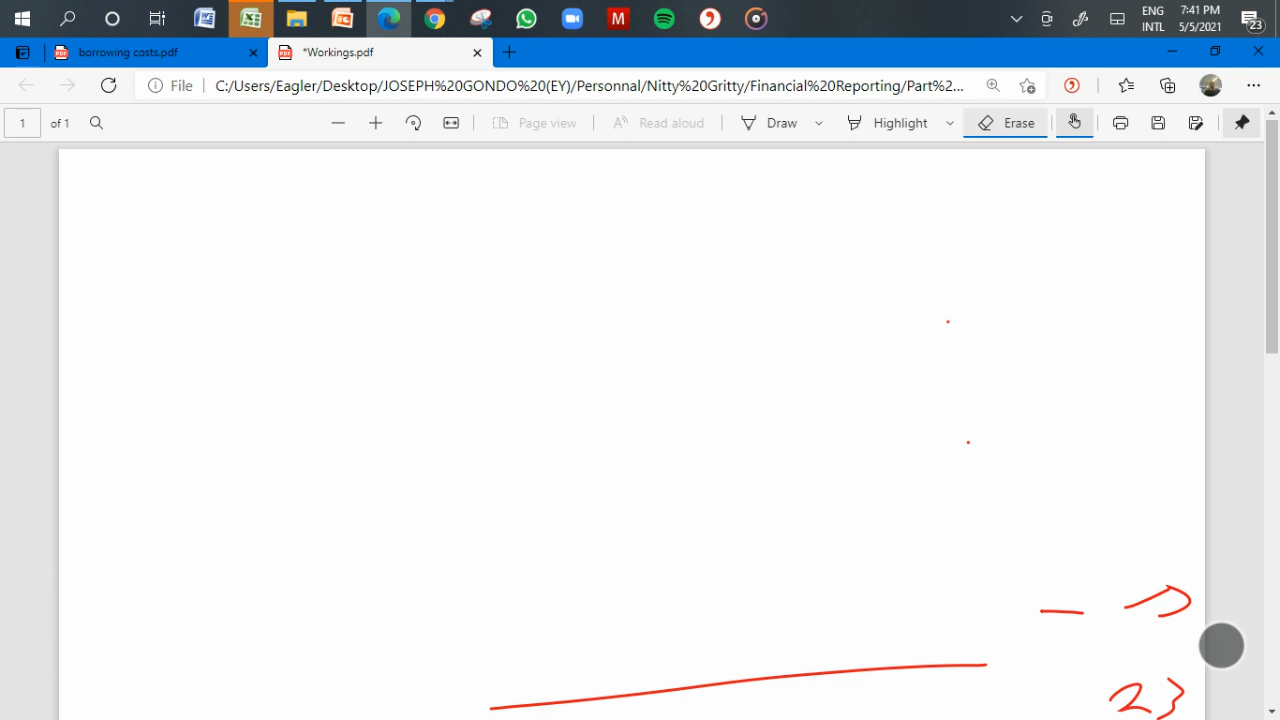 ENG 7:41 PM
INTL 5/5/2021 23
borrowing costs.pdf *Workings.pdf
File C:/Users/Eagler/Desktop/JOSEPH%20GONDO%20(EY)/Personnal/Nitty%20Gritty/Financial%20Reporting/Part%2...
1 of 1 Page view Read aloud Draw Highlight Erase
23